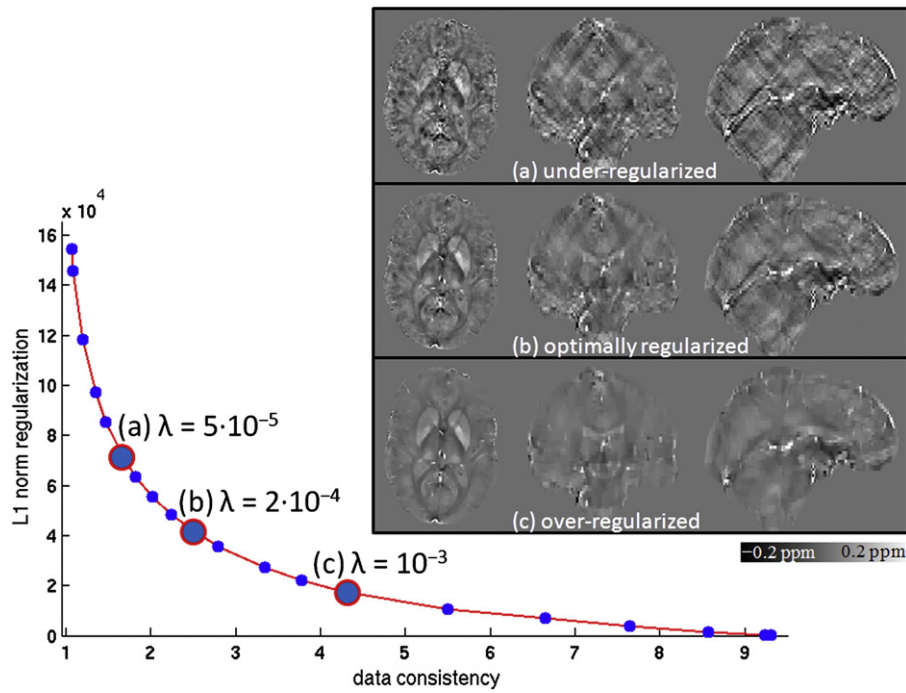 (a) under-regularized
(b) optimally regularized
(c) over-regularized
−0.2 ppm 0.2 ppm
x 10⁴
16
14
12
10
8
6
4
2
0
L1 norm regularization
(a) λ = 5·10⁻⁵
(b) λ = 2·10⁻⁴
(c) λ = 10⁻³
1 2 3 4 5 6 7 8 9
data consistency